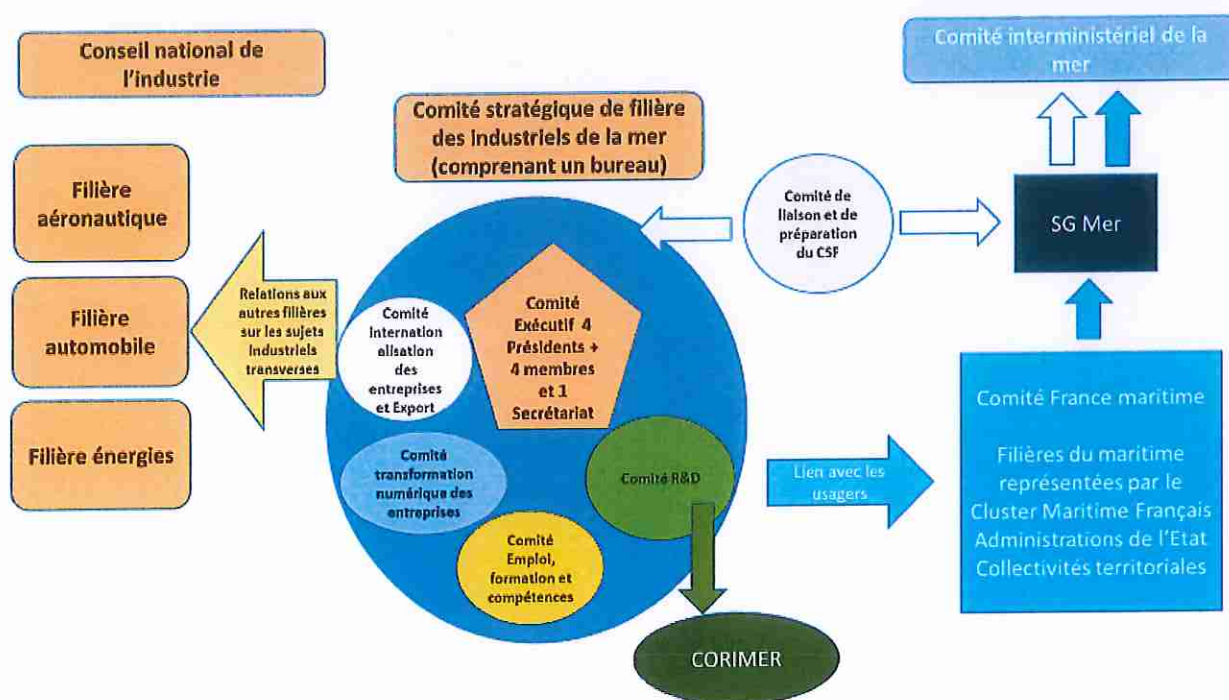 Conseil national de
l'industrie
Comité interministériel de la
mer
Comité stratégique de filière
des industriels de la mer
(comprenant un bureau)
Filière
aéronautique
Filière
automobile
Filière énergies
Relations aux
autres filières
sur les sujets
industriels
transverses
Comité de
liaison et de
préparation
du CSF
SG Mer
Comité
Internation
alisation
des
entreprises
et Export
Comité
Exécutif 4
Présidents +
4 membres
et 1
Secrétariat
Comité
transformation
numérique des
entreprises
Comité R&D
Comité
Emploi,
formation et
compétences
CORIMER
Lien avec les
usagers
Comité France maritime
Filières du maritime
représentées par le
Cluster Maritime Français
Administrations de l'Etat
Collectivités territoriales